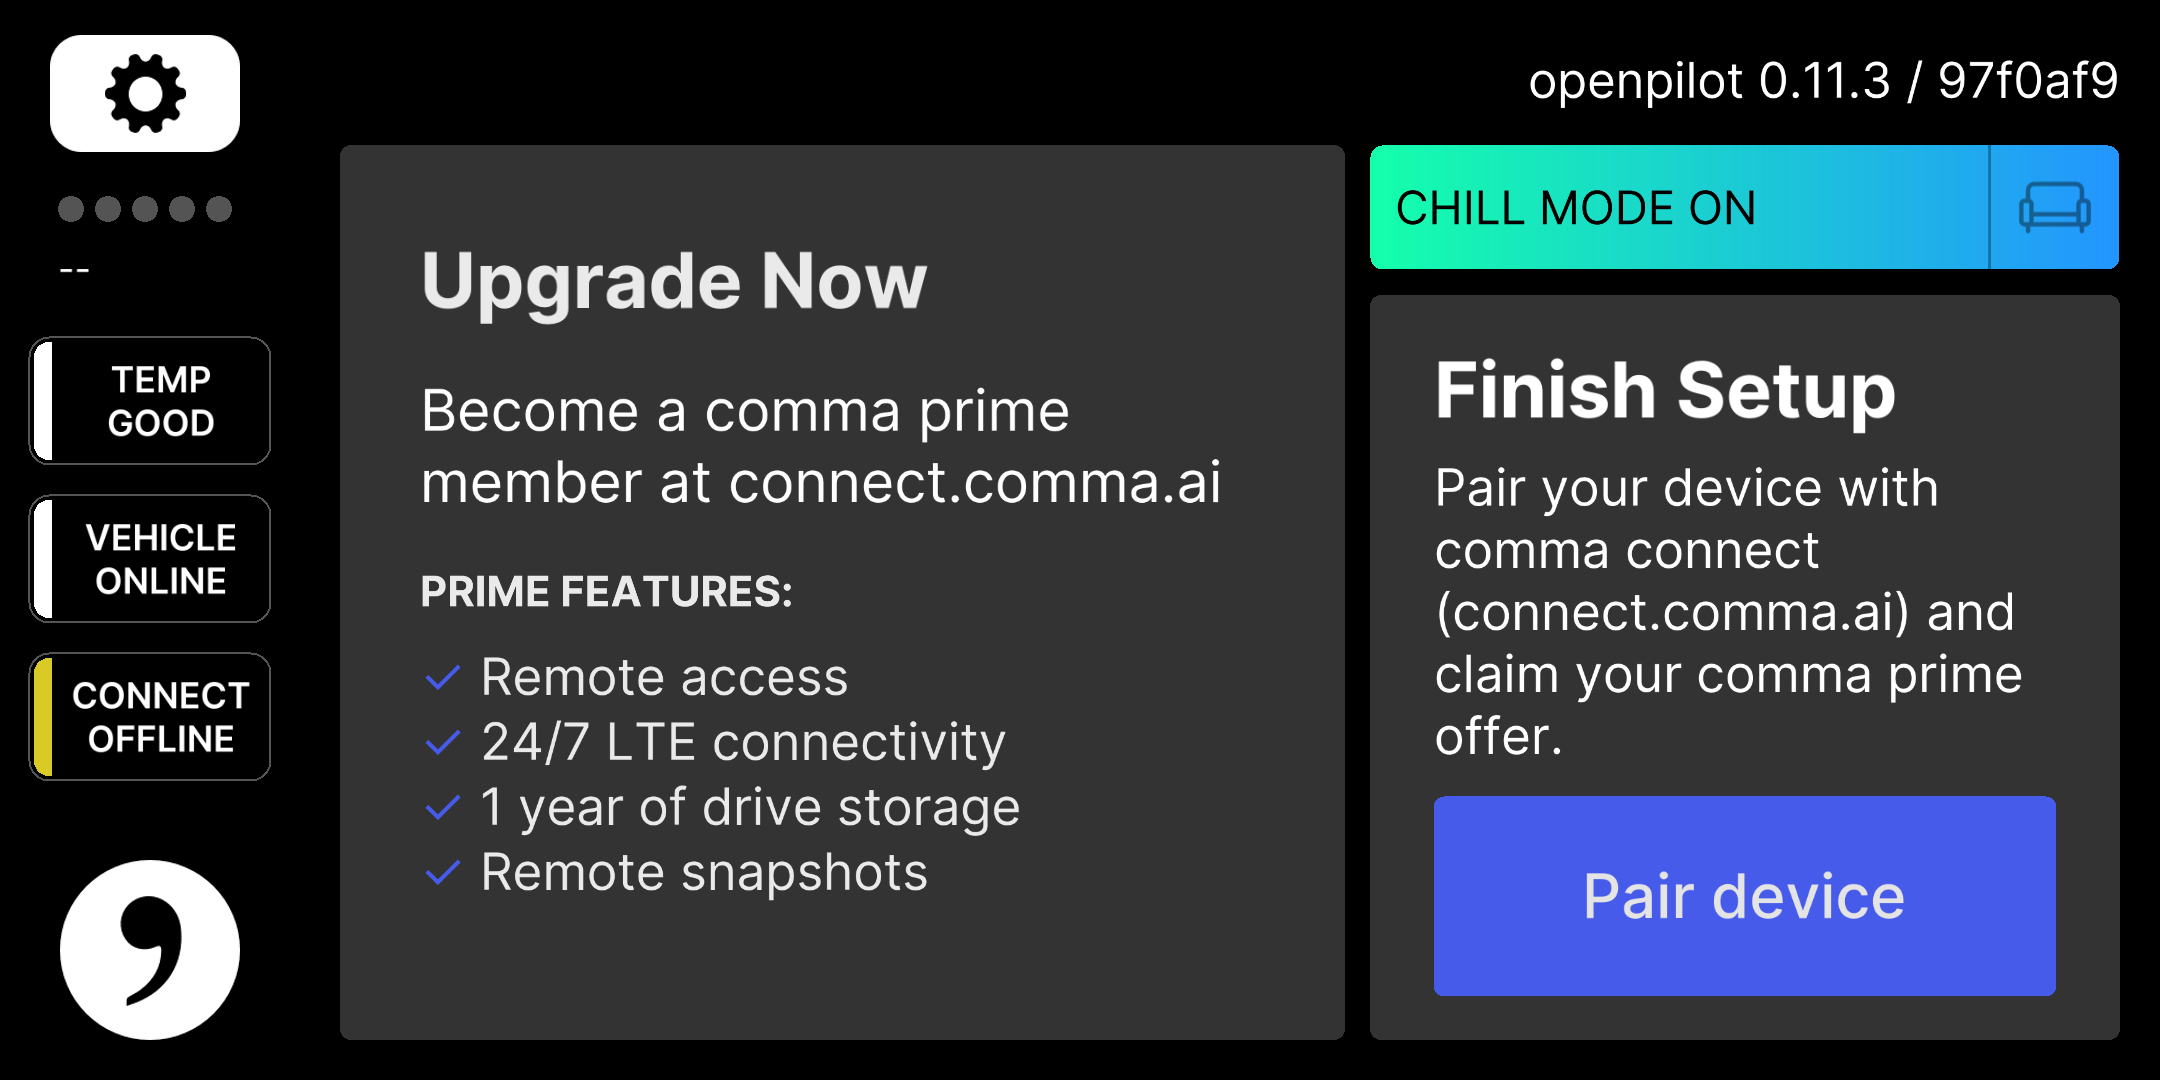 openpilot 0.11.3 / 97f0af9
--
TEMP
GOOD
VEHICLE
ONLINE
CONNECT
OFFLINE
Upgrade Now
Become a comma prime
member at connect.comma.ai
PRIME FEATURES:
Remote access
24/7 LTE connectivity
1 year of drive storage
Remote snapshots
CHILL MODE ON
Finish Setup
Pair your device with
comma connect
(connect.comma.ai) and
claim your comma prime
offer.
Pair device